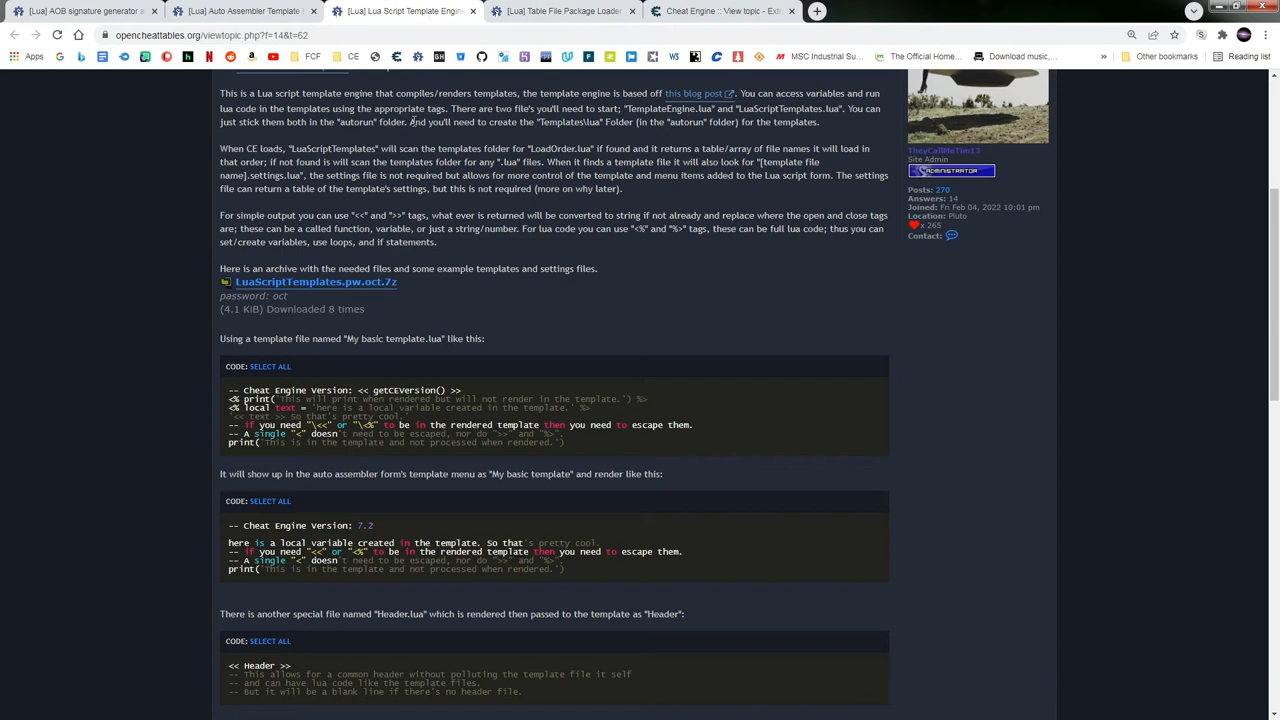 [Lua] AOB signature generator a
[Lua] Auto Assembler Template
[Lua] Lua Script Template Engin
[Lua] Table File Package Loader
Cheat Engine :: View topic - Extr
opencheattables.org/viewtopic.php?f=14&t=62
Apps
FCF
CE
MSC Industrial Sup...
The Official Home...
Download music,...
Other bookmarks
Reading list
This is a Lua script template engine that compiles/renders templates, the template engine is based off this blog post. You can access variables and run
lua code in the templates using the appropriate tags. There are two file's you'll need to start; "TemplateEngine.lua" and "LuaScriptTemplates.lua". You can
just stick them both in the "autorun" folder. And you'll need to create the "Templates\lua" Folder (in the "autorun" folder) for the templates.
When CE loads, "LuaScriptTemplates" will scan the templates folder for "LoadOrder.lua" if found and it returns a table/array of file names it will load in
that order; if not found is will scan the templates folder for any ".lua" files. When it finds a template file it will also look for "[template file
name].settings.lua", the settings file is not required but allows for more control of the template and menu items added to the Lua script form. The settings
file can return a table of the template's settings, but this is not required (more on why later).
For simple output you can use "<<" and ">>" tags, what ever is returned will be converted to string if not already and replace where the open and close tags
are; these can be a called function, variable, or just a string/number. For lua code you can use "<%" and "%>" tags, these can be full lua code; thus you can
set/create variables, use loops, and if statements.
Here is an archive with the needed files and some example templates and settings files.
LuaScriptTemplates.pw.oct.7z
password: oct
(4.1 KiB) Downloaded 8 times
Using a template file named "My basic template.lua" like this:
CODE: SELECT ALL
-- Cheat Engine Version: << getCEVersion() >>
<% print('This will print when rendered but will not render in the template.') %>
<% local text = 'here is a local variable created in the template.' %>
'<< text >> So that's pretty cool.'
-- if you need "\<<" or "\<%" to be in the rendered template then you need to escape them.
-- A single "<" doesn't need to be escaped, nor do ">>" and "%>".
print('This is in the template and not processed when rendered.')
It will show up in the auto assembler form's template menu as "My basic template" and render like this:
CODE: SELECT ALL
-- Cheat Engine Version: 7.2
here is a local variable created in the template. So that's pretty cool.
-- if you need "<<" or "<%" to be in the rendered template then you need to escape them.
-- A single "<" doesn't need to be escaped, nor do ">>" and "%>".
print('This is in the template and not processed when rendered.')
There is another special file named "Header.lua" which is rendered then passed to the template as "Header":
CODE: SELECT ALL
<< Header >>
-- This allows for a common header without polluting the template file it self
-- and can have lua code like the template files.
-- But it will be a blank line if there's no header file.
TheyCallMeTim13
Site Admin
ADMINISTRATOR
Posts: 270
Answers: 14
Joined: Fri Feb 04, 2022 10:01 pm
Location: Pluto
x 265
Contact: